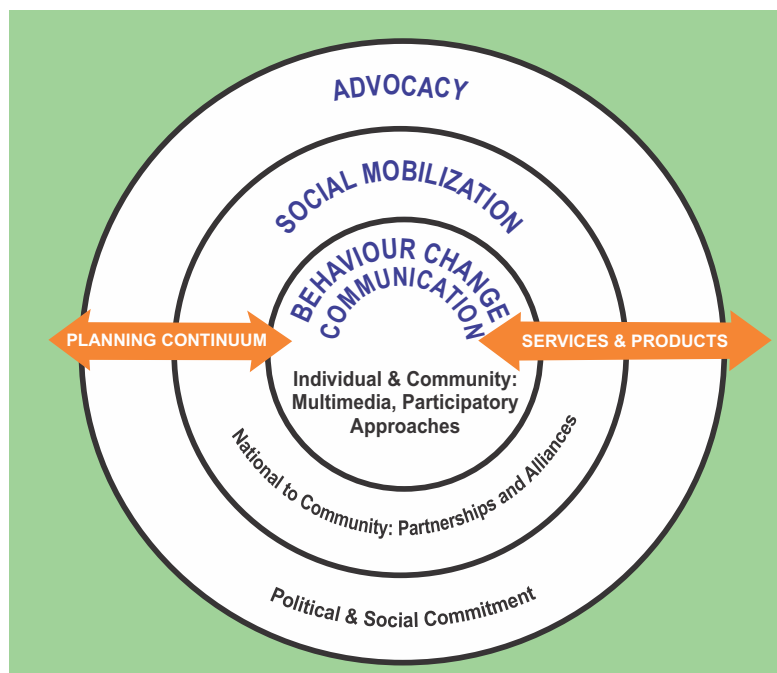 ADVOCACY
SOCIAL MOBILIZATION
BEHAVIOUR CHANGE
COMMUNICATION
PLANNING CONTINUUM
SERVICES & PRODUCTS
Individual & Community:
Multimedia, Participatory
Approaches
National to Community: Partnerships and Alliances
Political & Social Commitment